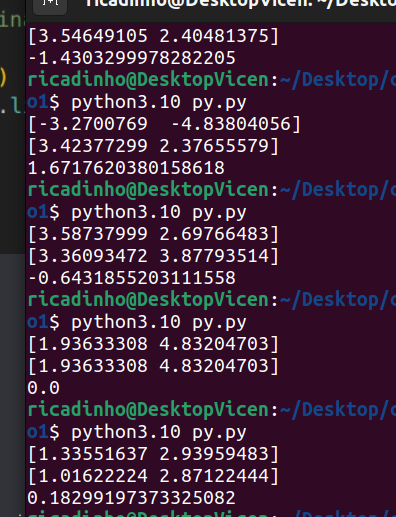 ricadinho@DesktopVicen: ~/Deskto
ina
[3.54649105 2.40481375]
)
-1.4303299978282205
ricadinho@DesktopVicen:~/Desktop/
.l
o1$ python3.10 py.py
[-3.2700769  -4.83804056]
[3.42377299 2.37655579]
1.6717620380158618
ricadinho@DesktopVicen:~/Desktop/
o1$ python3.10 py.py
[3.58737999 2.69766483]
[3.36093472 3.87793514]
-0.6431855203111558
ricadinho@DesktopVicen:~/Desktop/
o1$ python3.10 py.py
[1.93633308 4.83204703]
[1.93633308 4.83204703]
0.0
ricadinho@DesktopVicen:~/Desktop/
o1$ python3.10 py.py
[1.33551637 2.93959483]
[1.01622224 2.87122444]
0.18299197373325082
ricadinho@DesktopVicen:~/Desktop/